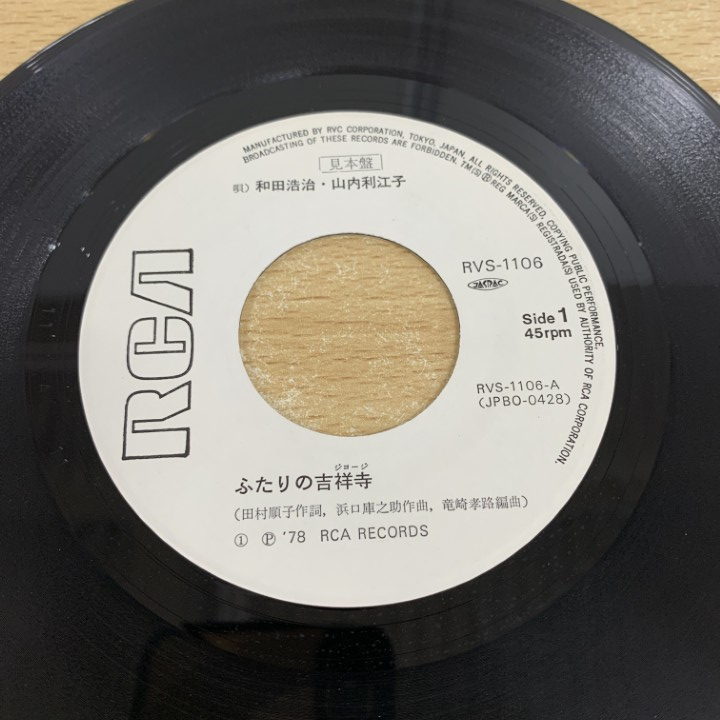 MANUFACTURED BY RVC CORPORATION, TOKYO, JAPAN, ALL RIGHTS RESERVED, COPYING PUBLIC PERFORMANCE,
BROADCASTING OF THESE RECORDS ARE FORBIDDEN. TM(S) ® REG MARCA(S) REGISTRADA(S) USED BY AUTHORITY OF RCA CORPORATION.
見本盤
唄) 和田浩治・山内利江子
RCA
RVS-1106
JASRAC
Side 1
45rpm
RVS-1106-A
(JPBO-0428)
ジョージ
ふたりの吉祥寺
(田村順子作詞, 浜口庫之助作曲, 竜崎孝路編曲)
① Ⓟ '78 RCA RECORDS